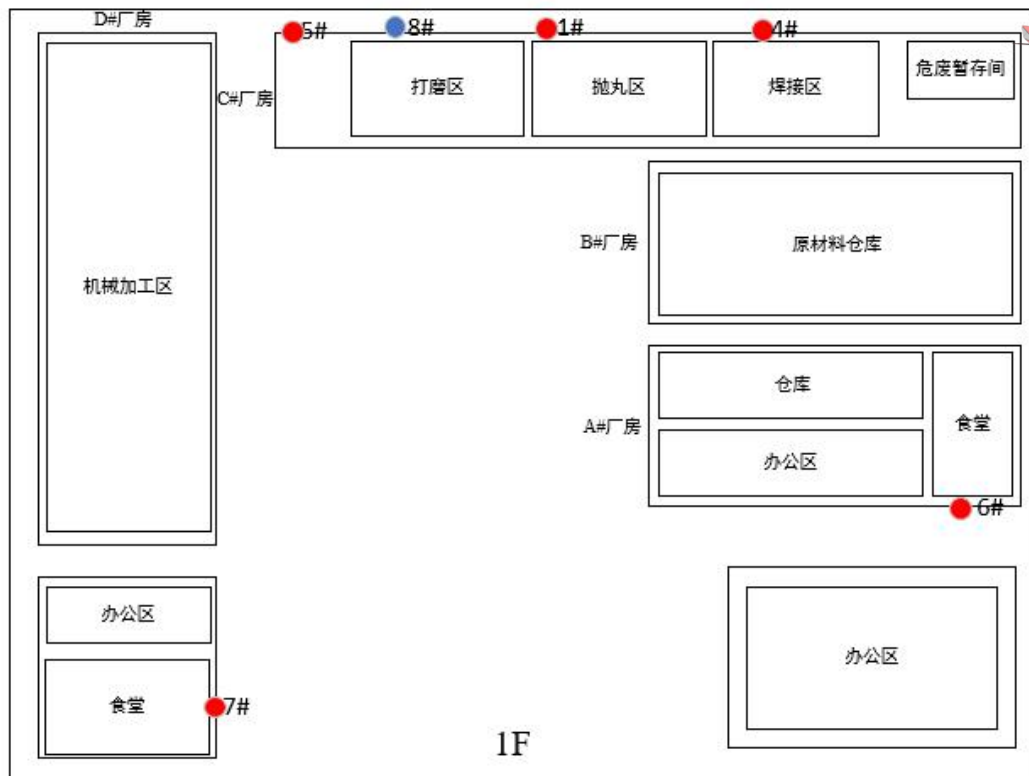 D#厂房
5#
8#
1#
4#
C#厂房
打磨区
抛丸区
焊接区
危废暂存间
机械加工区
B#厂房
原材料仓库
A#厂房
仓库
食堂
办公区
6#
办公区
食堂
7#
办公区
1F